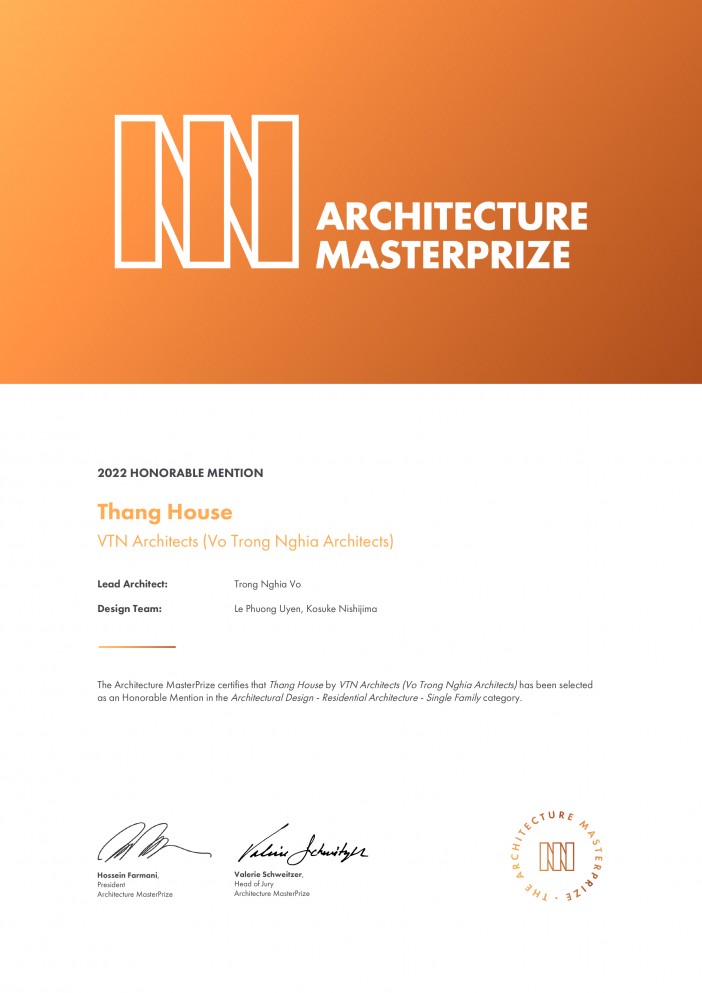 ARCHITECTURE
MASTERPRIZE
2022 HONORABLE MENTION
Thang House
VTN Architects (Vo Trong Nghia Architects)
Lead Architect: Trong Nghia Vo
Design Team: Le Phuong Uyen, Kosuke Nishijima
The Architecture MasterPrize certifies that Thang House by VTN Architects (Vo Trong Nghia Architects) has been selected
as an Honorable Mention in the Architectural Design - Residential Architecture - Single Family category.
Valerie Schweitzer
Hossein Farmani,
President
Architecture MasterPrize
Valerie Schweitzer,
Head of Jury
Architecture MasterPrize
THE ARCHITECTURE MASTERPRIZE ·